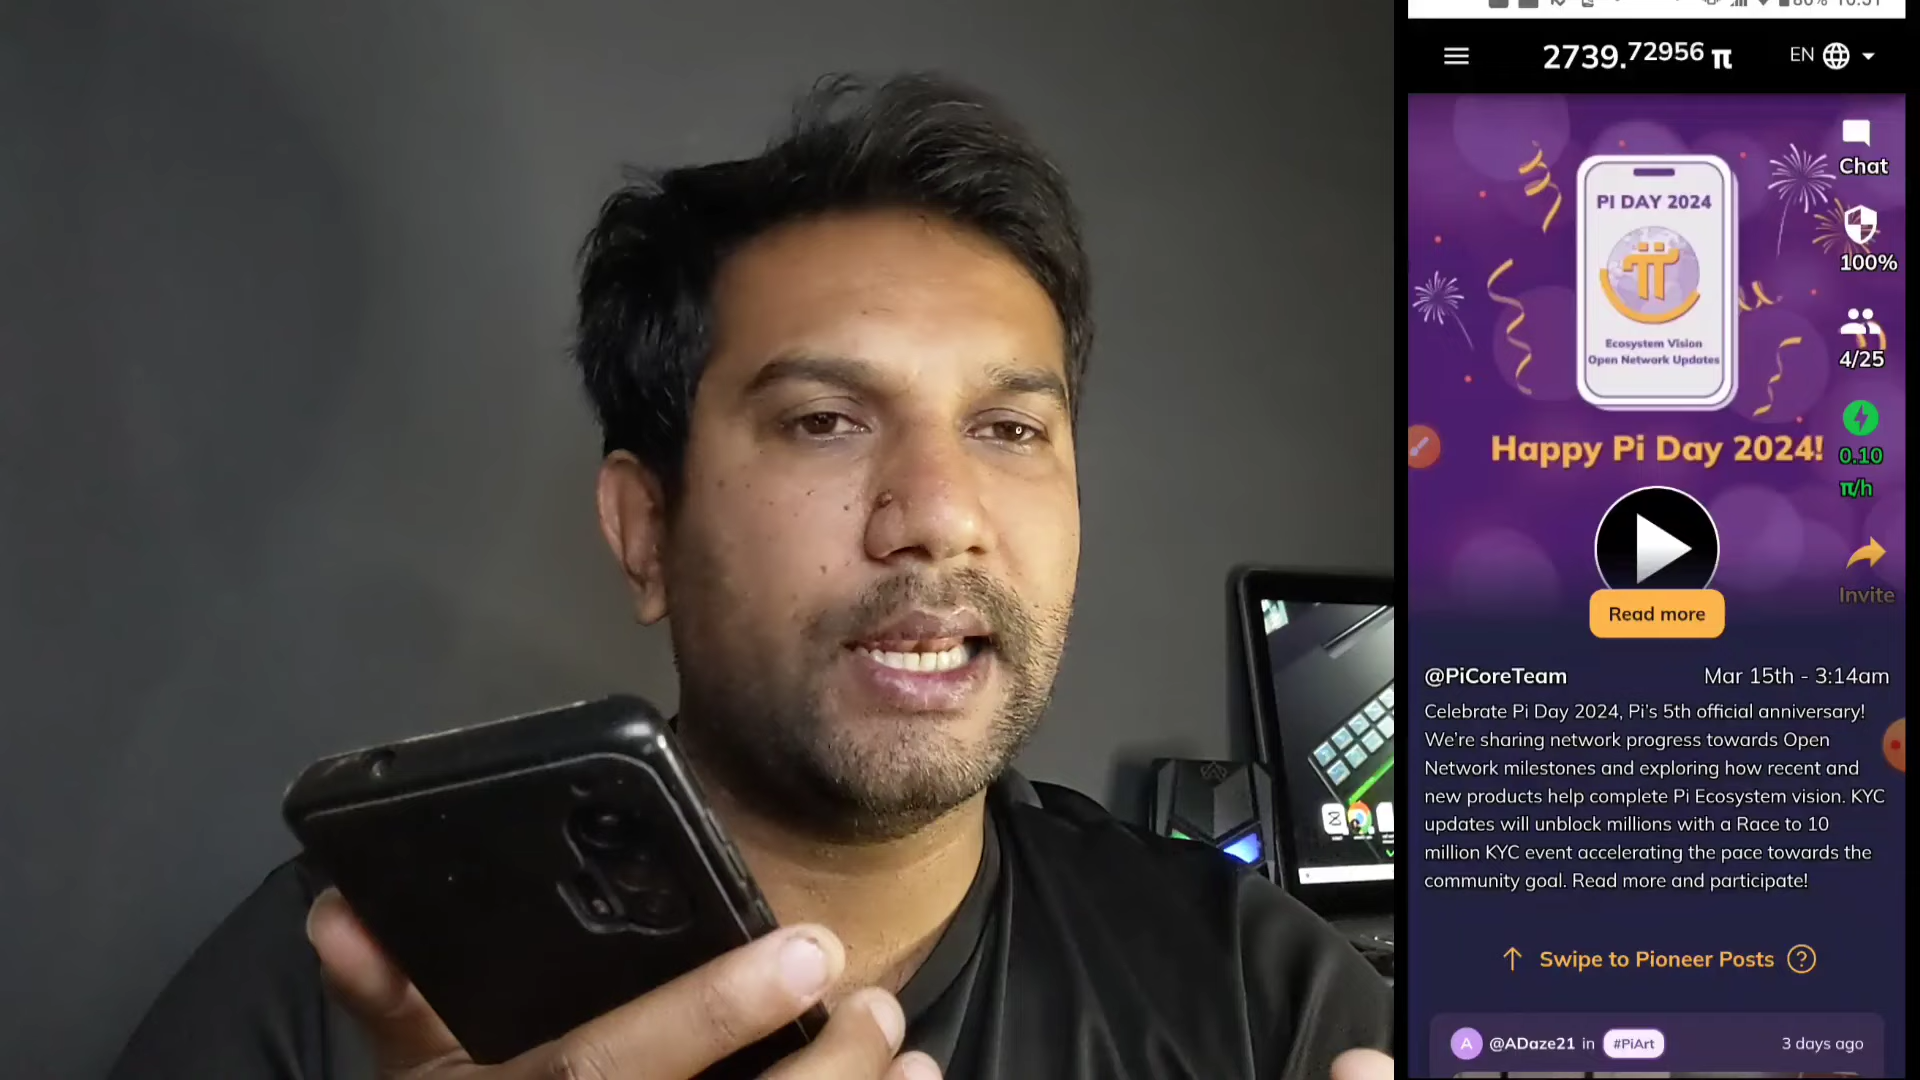 2739.72956 π
EN
Chat
PI DAY 2024
100%
Ecosystem Vision
Open Network Updates
4/25
Happy Pi Day 2024!
0.10
π/h
Read more
Invite
@PiCoreTeam
Mar 15th - 3:14am
Celebrate Pi Day 2024, Pi’s 5th official anniversary!
We’re sharing network progress towards Open
Network milestones and exploring how recent and
new products help complete Pi Ecosystem vision. KYC
updates will unblock millions with a Race to 10
million KYC event accelerating the pace towards the
community goal. Read more and participate!
↑ Swipe to Pioneer Posts ?
A @ADaze21 in #PiArt 3 days ago